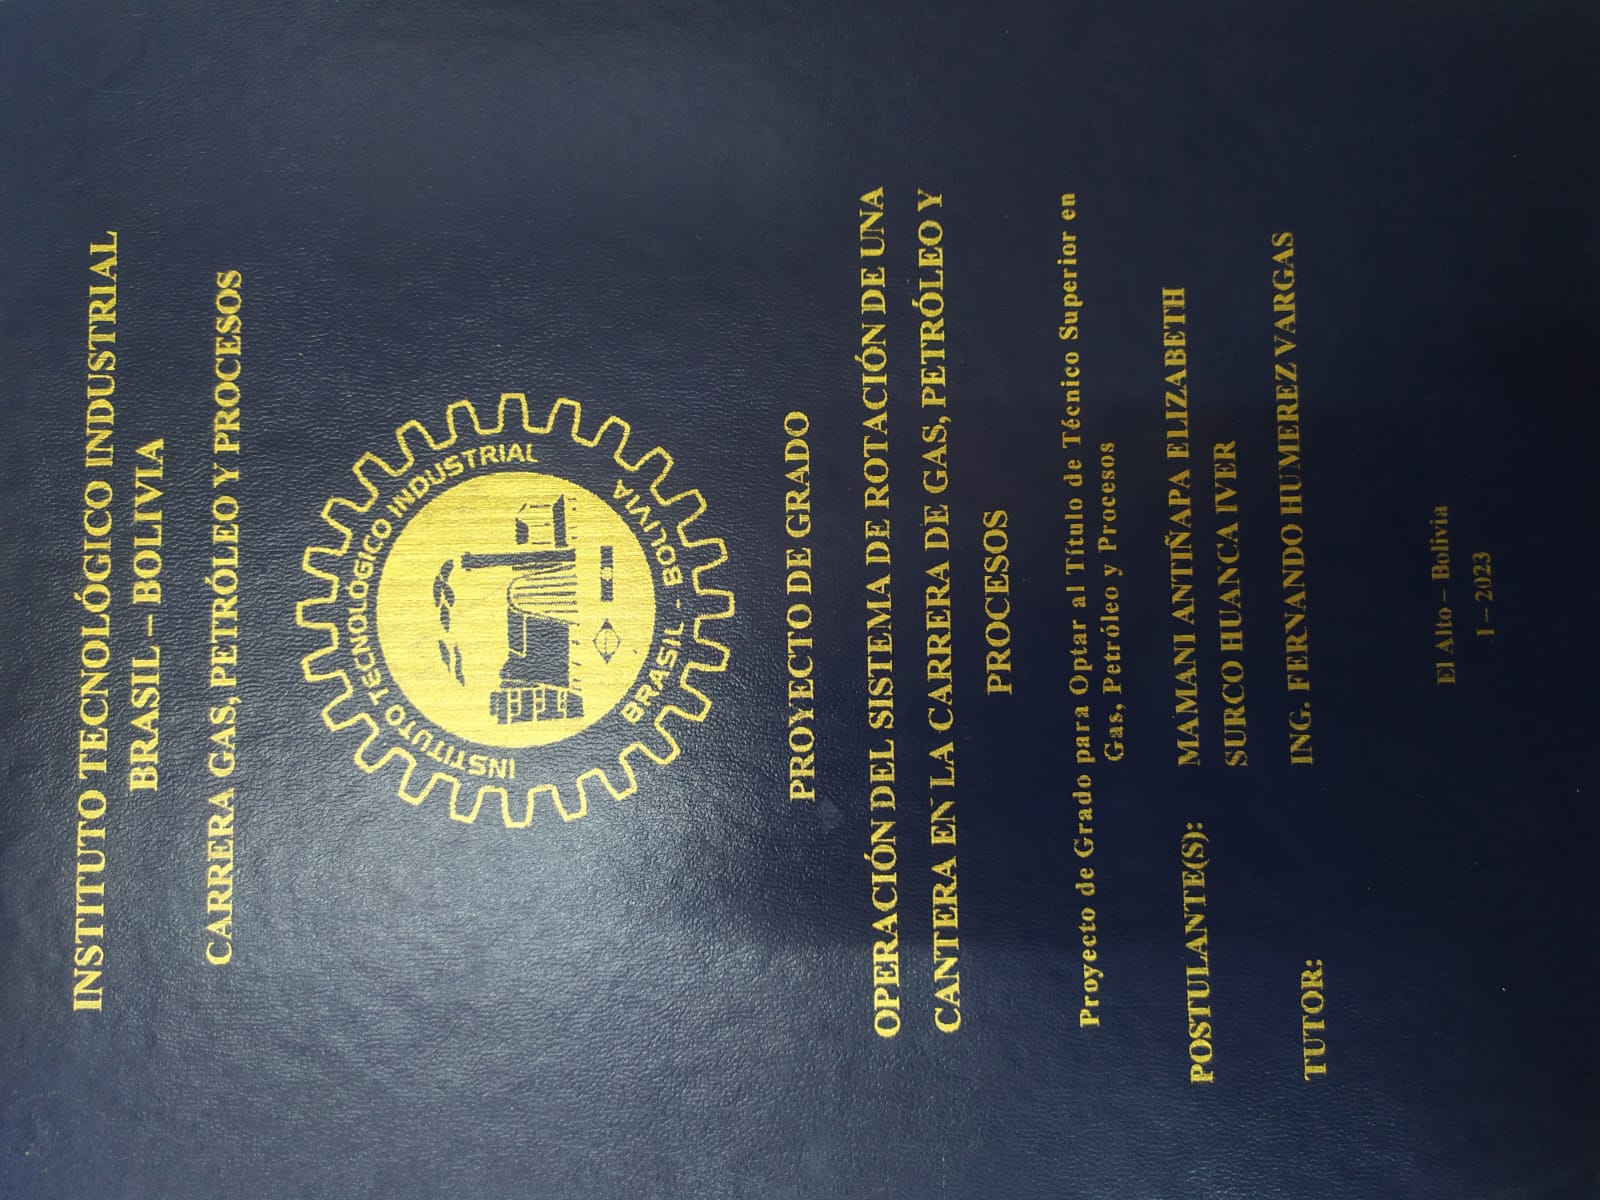 INSTITUTO TECNOLÓGICO INDUSTRIAL
BRASIL – BOLIVIA
CARRERA GAS, PETRÓLEO Y PROCESOS
INSTITUTO TECNOLÓGICO INDUSTRIAL
BRASIL - BOLIVIA
PROYECTO DE GRADO
OPERACIÓN DEL SISTEMA DE ROTACIÓN DE UNA
CANTERA EN LA CARRERA DE GAS, PETRÓLEO Y
PROCESOS
Proyecto de Grado para Optar al Título de Técnico Superior en
Gas, Petróleo y Procesos
POSTULANTE(S): MAMANI ANTIÑAPA ELIZABETH
SURCO HUANCA IVER
TUTOR: ING. FERNANDO HUMEREZ VARGAS
El Alto – Bolivia
I – 2023